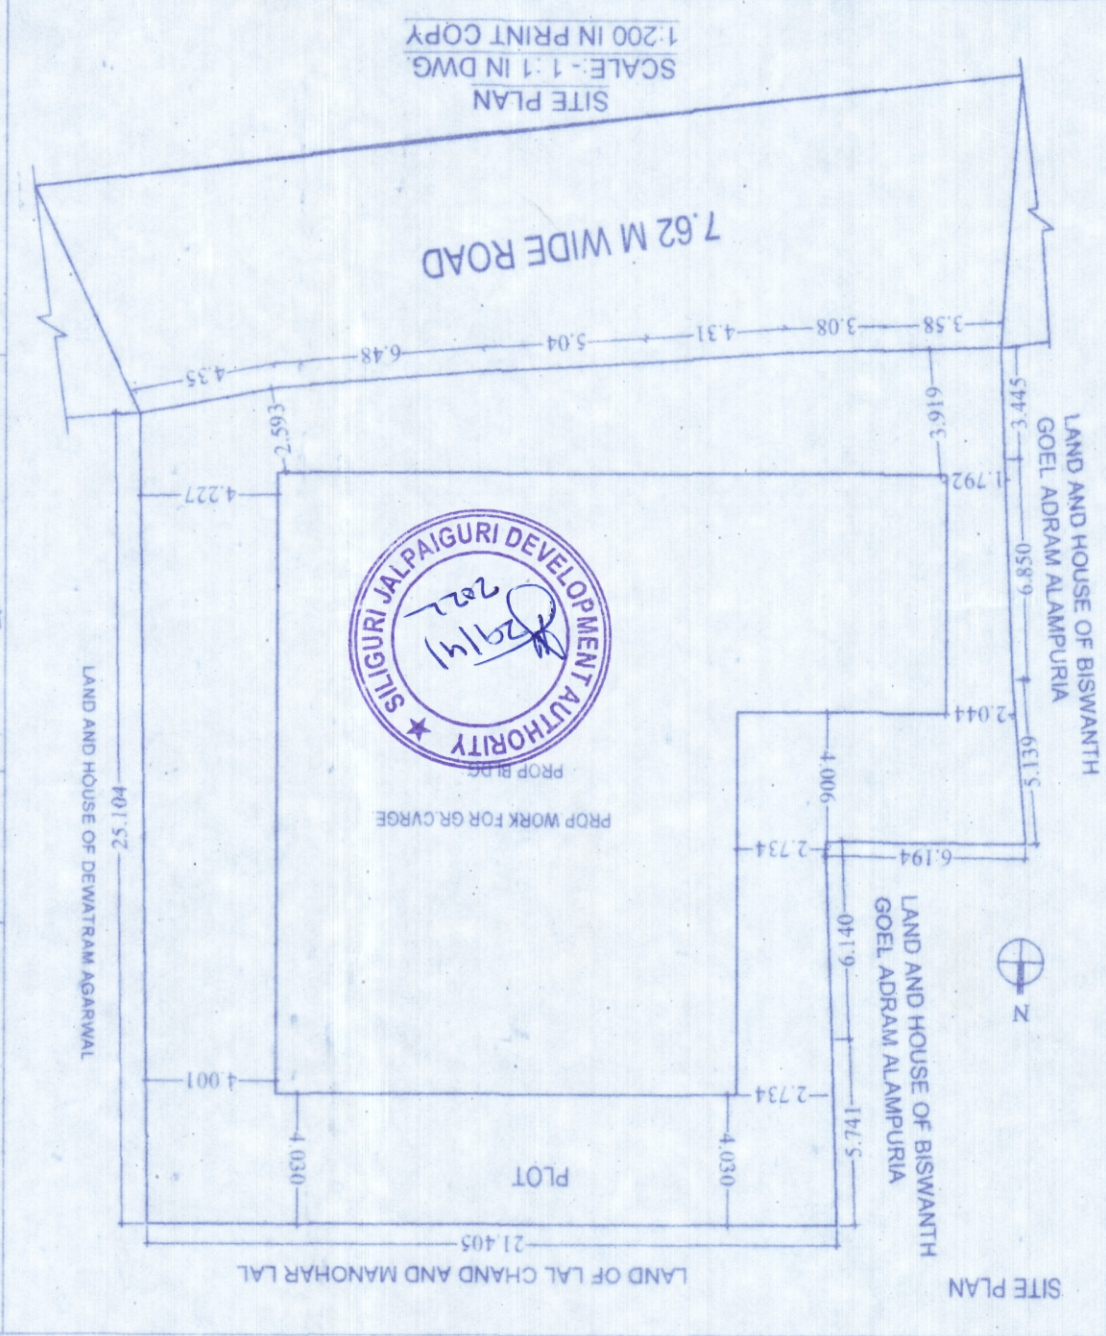 SITE PLAN
LAND OF LAL CHAND AND MANOHAR LAL
21.405
PLOT
4.030
4.030
5.741
2.734
4.001
LAND AND HOUSE OF BISWANTH
GOEL ADRAM ALAMPURIA
N
6.140
6.194
2.734
4.006
PROP WORK FOR GR.CVRGE
PROP BLDG
25.104
LAND AND HOUSE OF DEWATRAM AGARWAL
5.139
2.044
6.850
LAND AND HOUSE OF BISWANTH
GOEL ADRAM ALAMPURIA
SILIGURI JALPAIGURI DEVELOPMENT AUTHORITY
2022
1.792
4.227
3.445
3.919
2.593
3.58
3.08
4.31
5.04
6.48
4.35
7.62 M WIDE ROAD
SITE PLAN
SCALE:- 1:1 IN DWG.
1:200 IN PRINT COPY